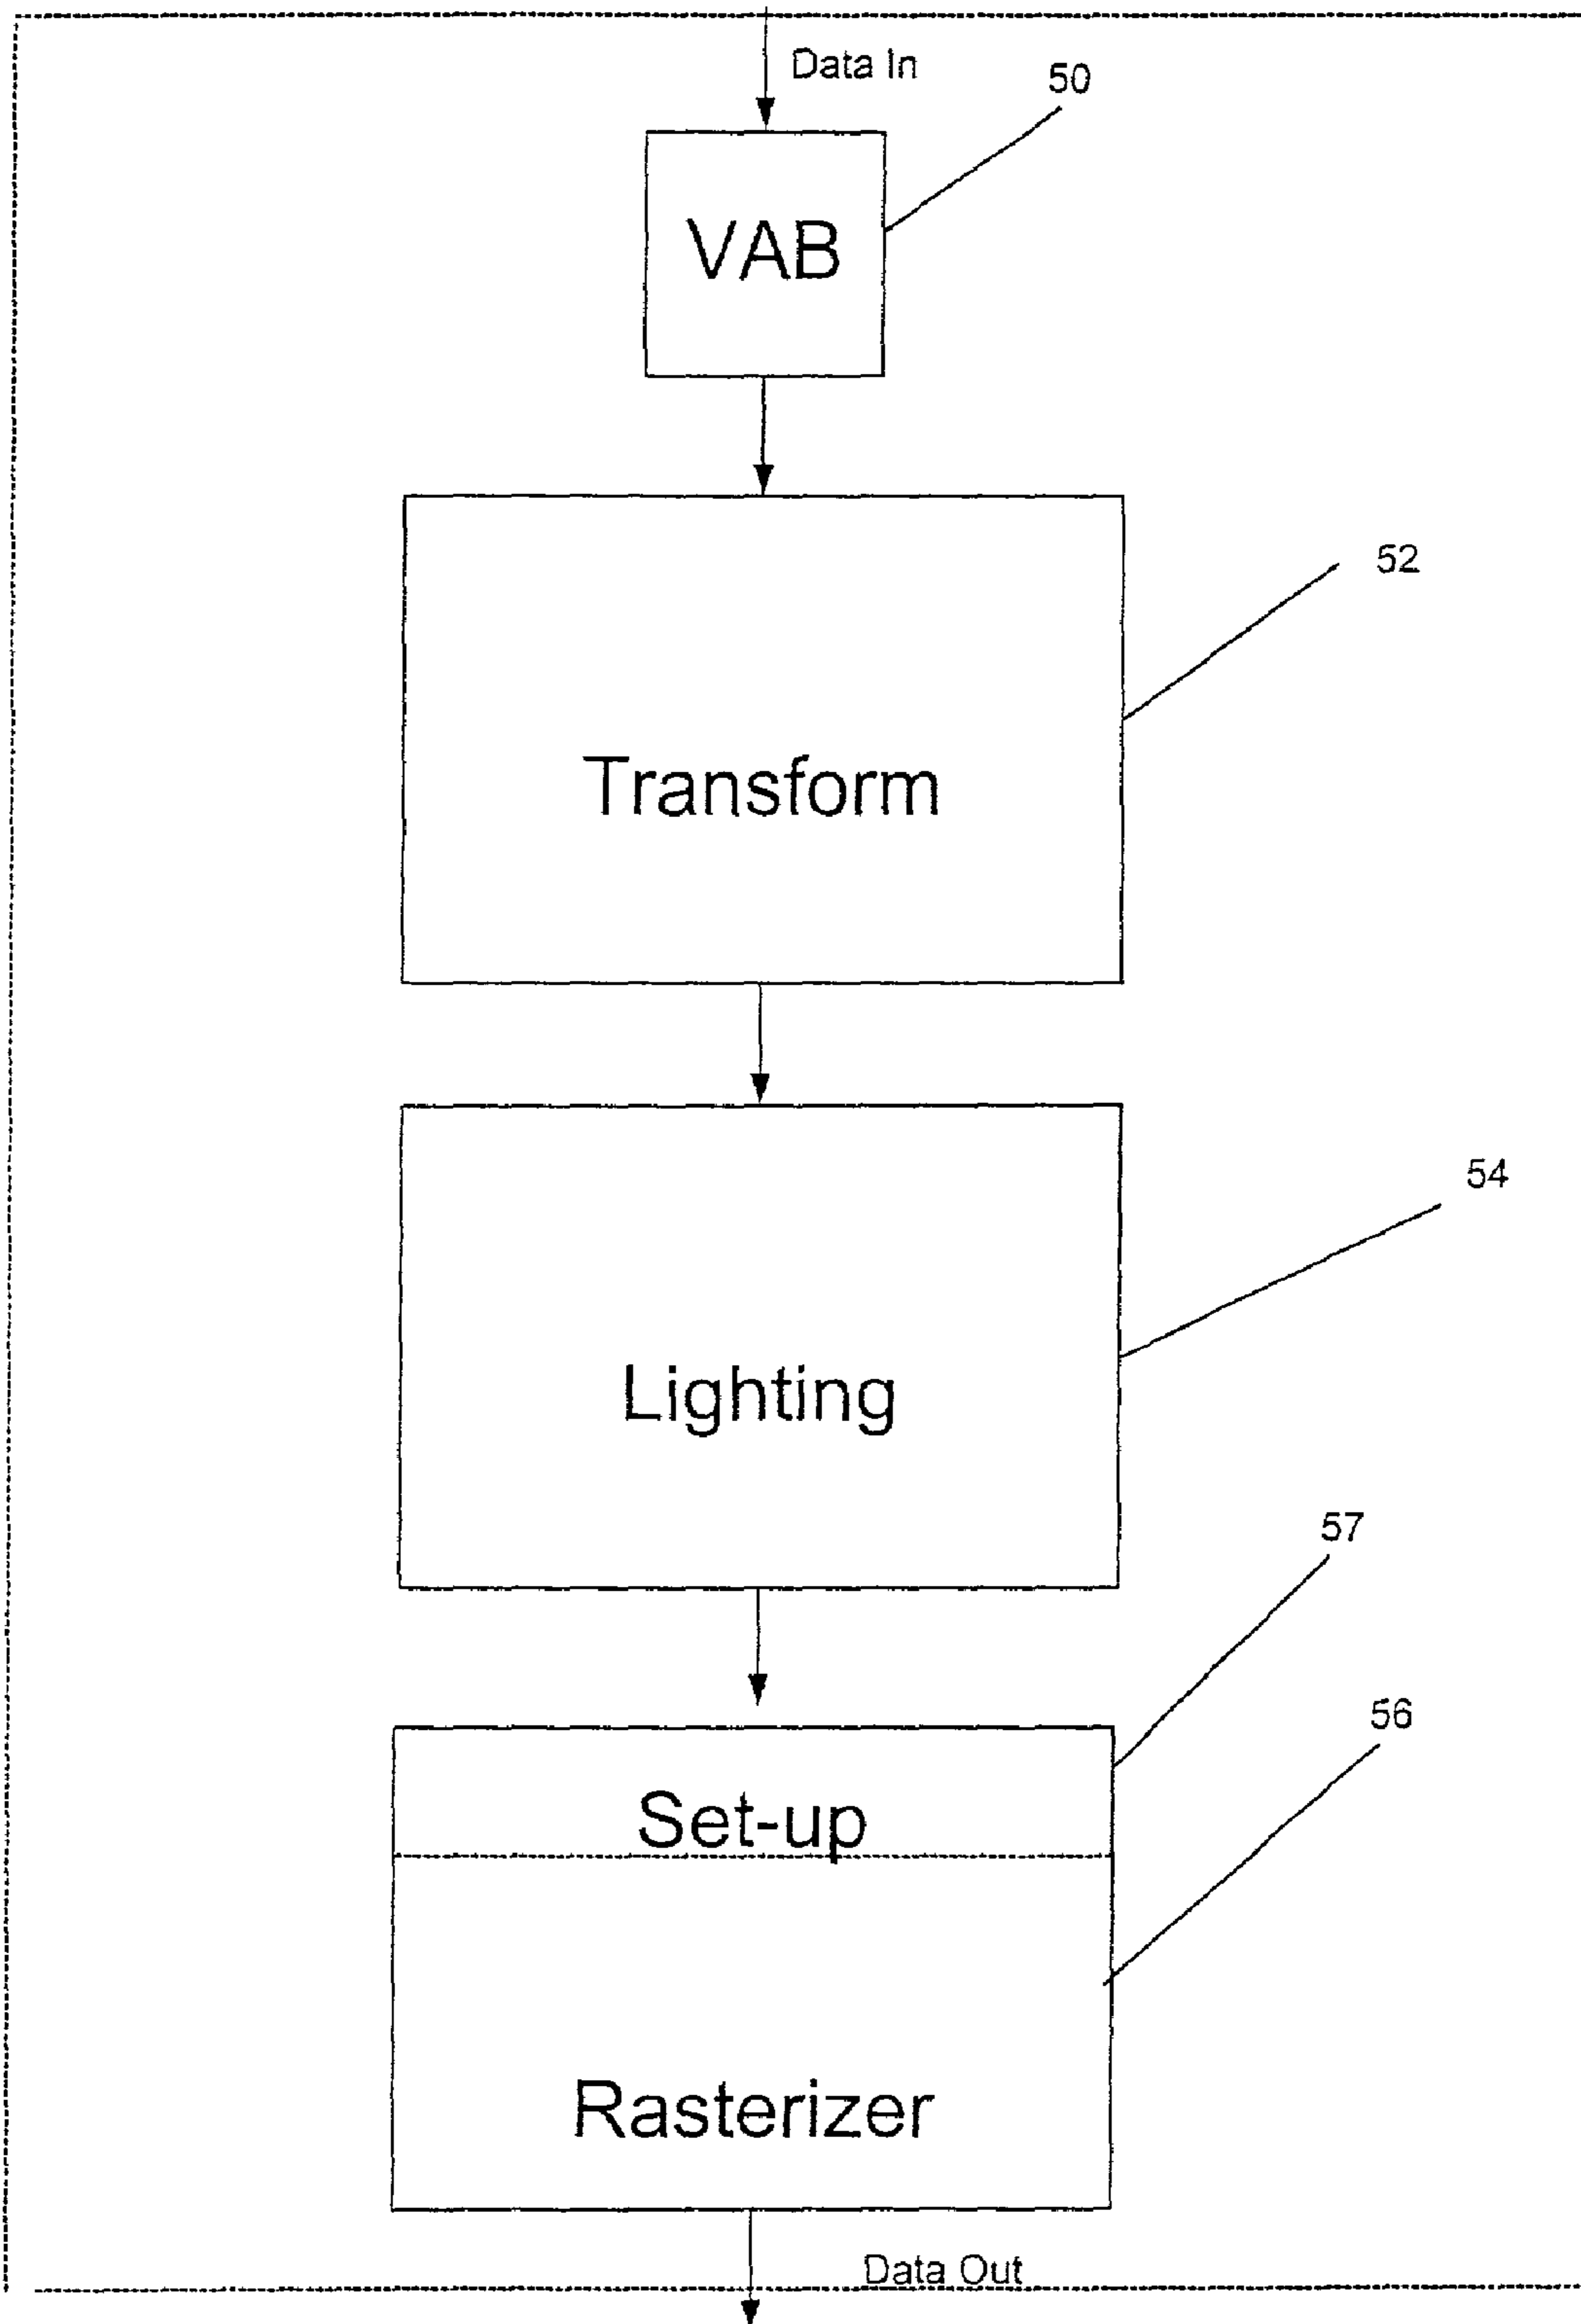 Data In
50
VAB
52
Transform
54
Lighting
57
56
Set-up
Rasterizer
Data Out